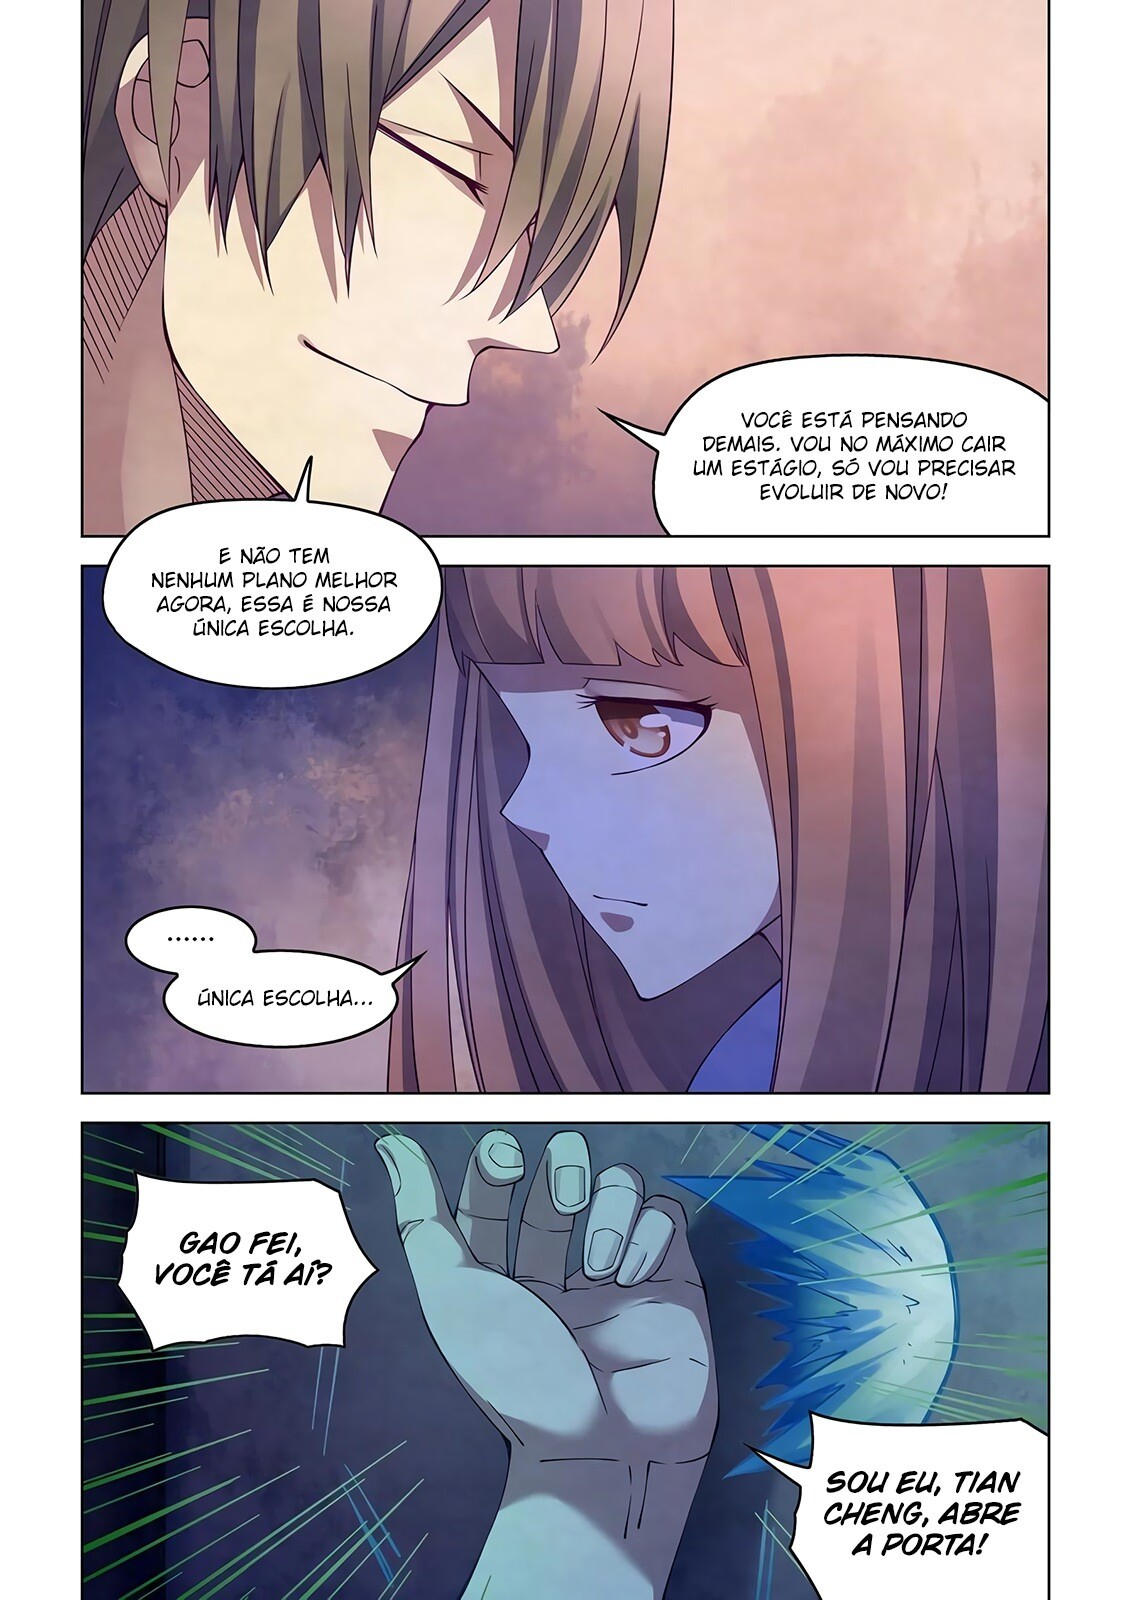 VOCÊ ESTÁ PENSANDO
DEMAIS. VOU NO MÁXIMO CAIR
UM ESTÁGIO, SÓ VOU PRECISAR
EVOLUIR DE NOVO!
E NÃO TEM
NENHUM PLANO MELHOR
AGORA, ESSA É NOSSA
ÚNICA ESCOLHA.
......
ÚNICA ESCOLHA...
GAO FEI,
VOCÊ TÁ AÍ?
SOU EU, TIAN
CHENG, ABRE
A PORTA!